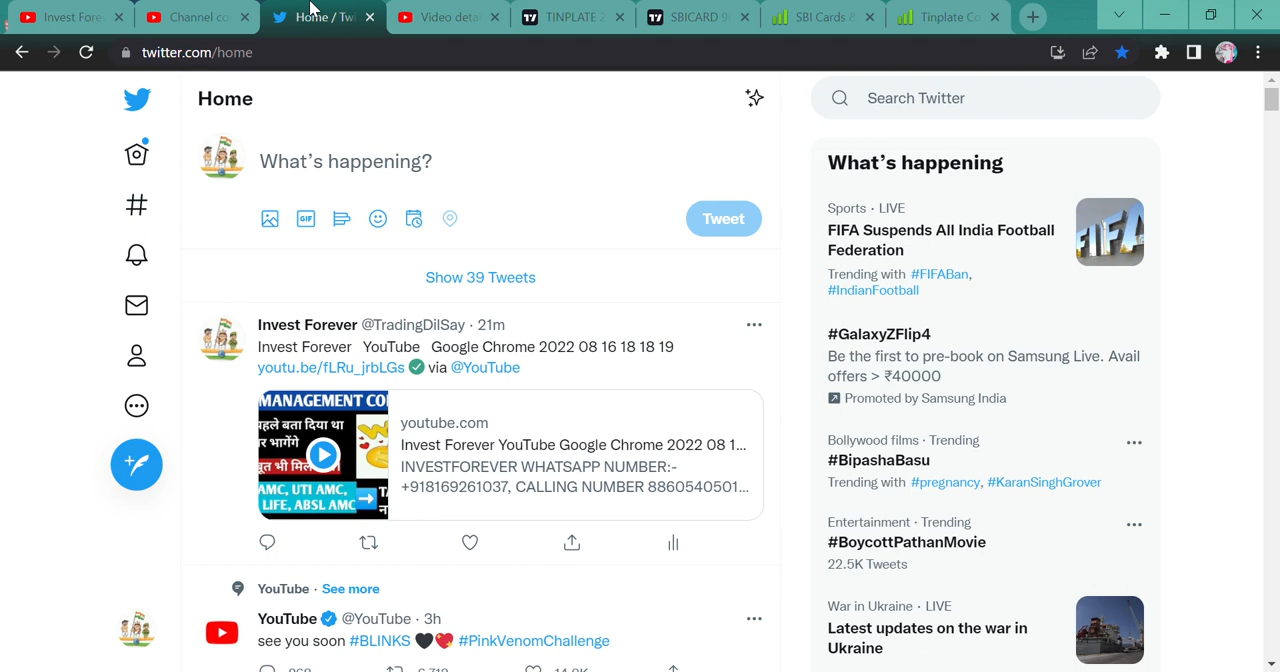 Invest Fore
Channel co
Home / Twi
Video deta
TINPLATE 2
SBICARD 9
SBI Cards &
Tinplate Co
twitter.com/home
Home
What's happening?
GIF
Tweet
Show 39 Tweets
Invest Forever @TradingDilSay · 21m
Invest Forever YouTube Google Chrome 2022 08 16 18 18 19
youtu.be/fLRu_jrbLGs ✅ via @YouTube
MANAGEMENT CO
पहले बता दिया था
भागेंगे
AMC, UTI AMC,
LIFE, ABSL AMC
youtube.com
Invest Forever YouTube Google Chrome 2022 08 1...
INVESTFOREVER WHATSAPP NUMBER:-
+918169261037, CALLING NUMBER 8860540501...
YouTube · See more
YouTube @YouTube · 3h
see you soon #BLINKS 🖤💖 #PinkVenomChallenge
Search Twitter
What's happening
Sports · LIVE
FIFA Suspends All India Football
Federation
Trending with #FIFABan,
#IndianFootball
FIFA
#GalaxyZFlip4
Be the first to pre-book on Samsung Live. Avail
offers > ₹40000
Promoted by Samsung India
Bollywood films · Trending
#BipashaBasu
Trending with #pregnancy, #KaranSinghGrover
Entertainment · Trending
#BoycottPathanMovie
22.5K Tweets
War in Ukraine · LIVE
Latest updates on the war in
Ukraine